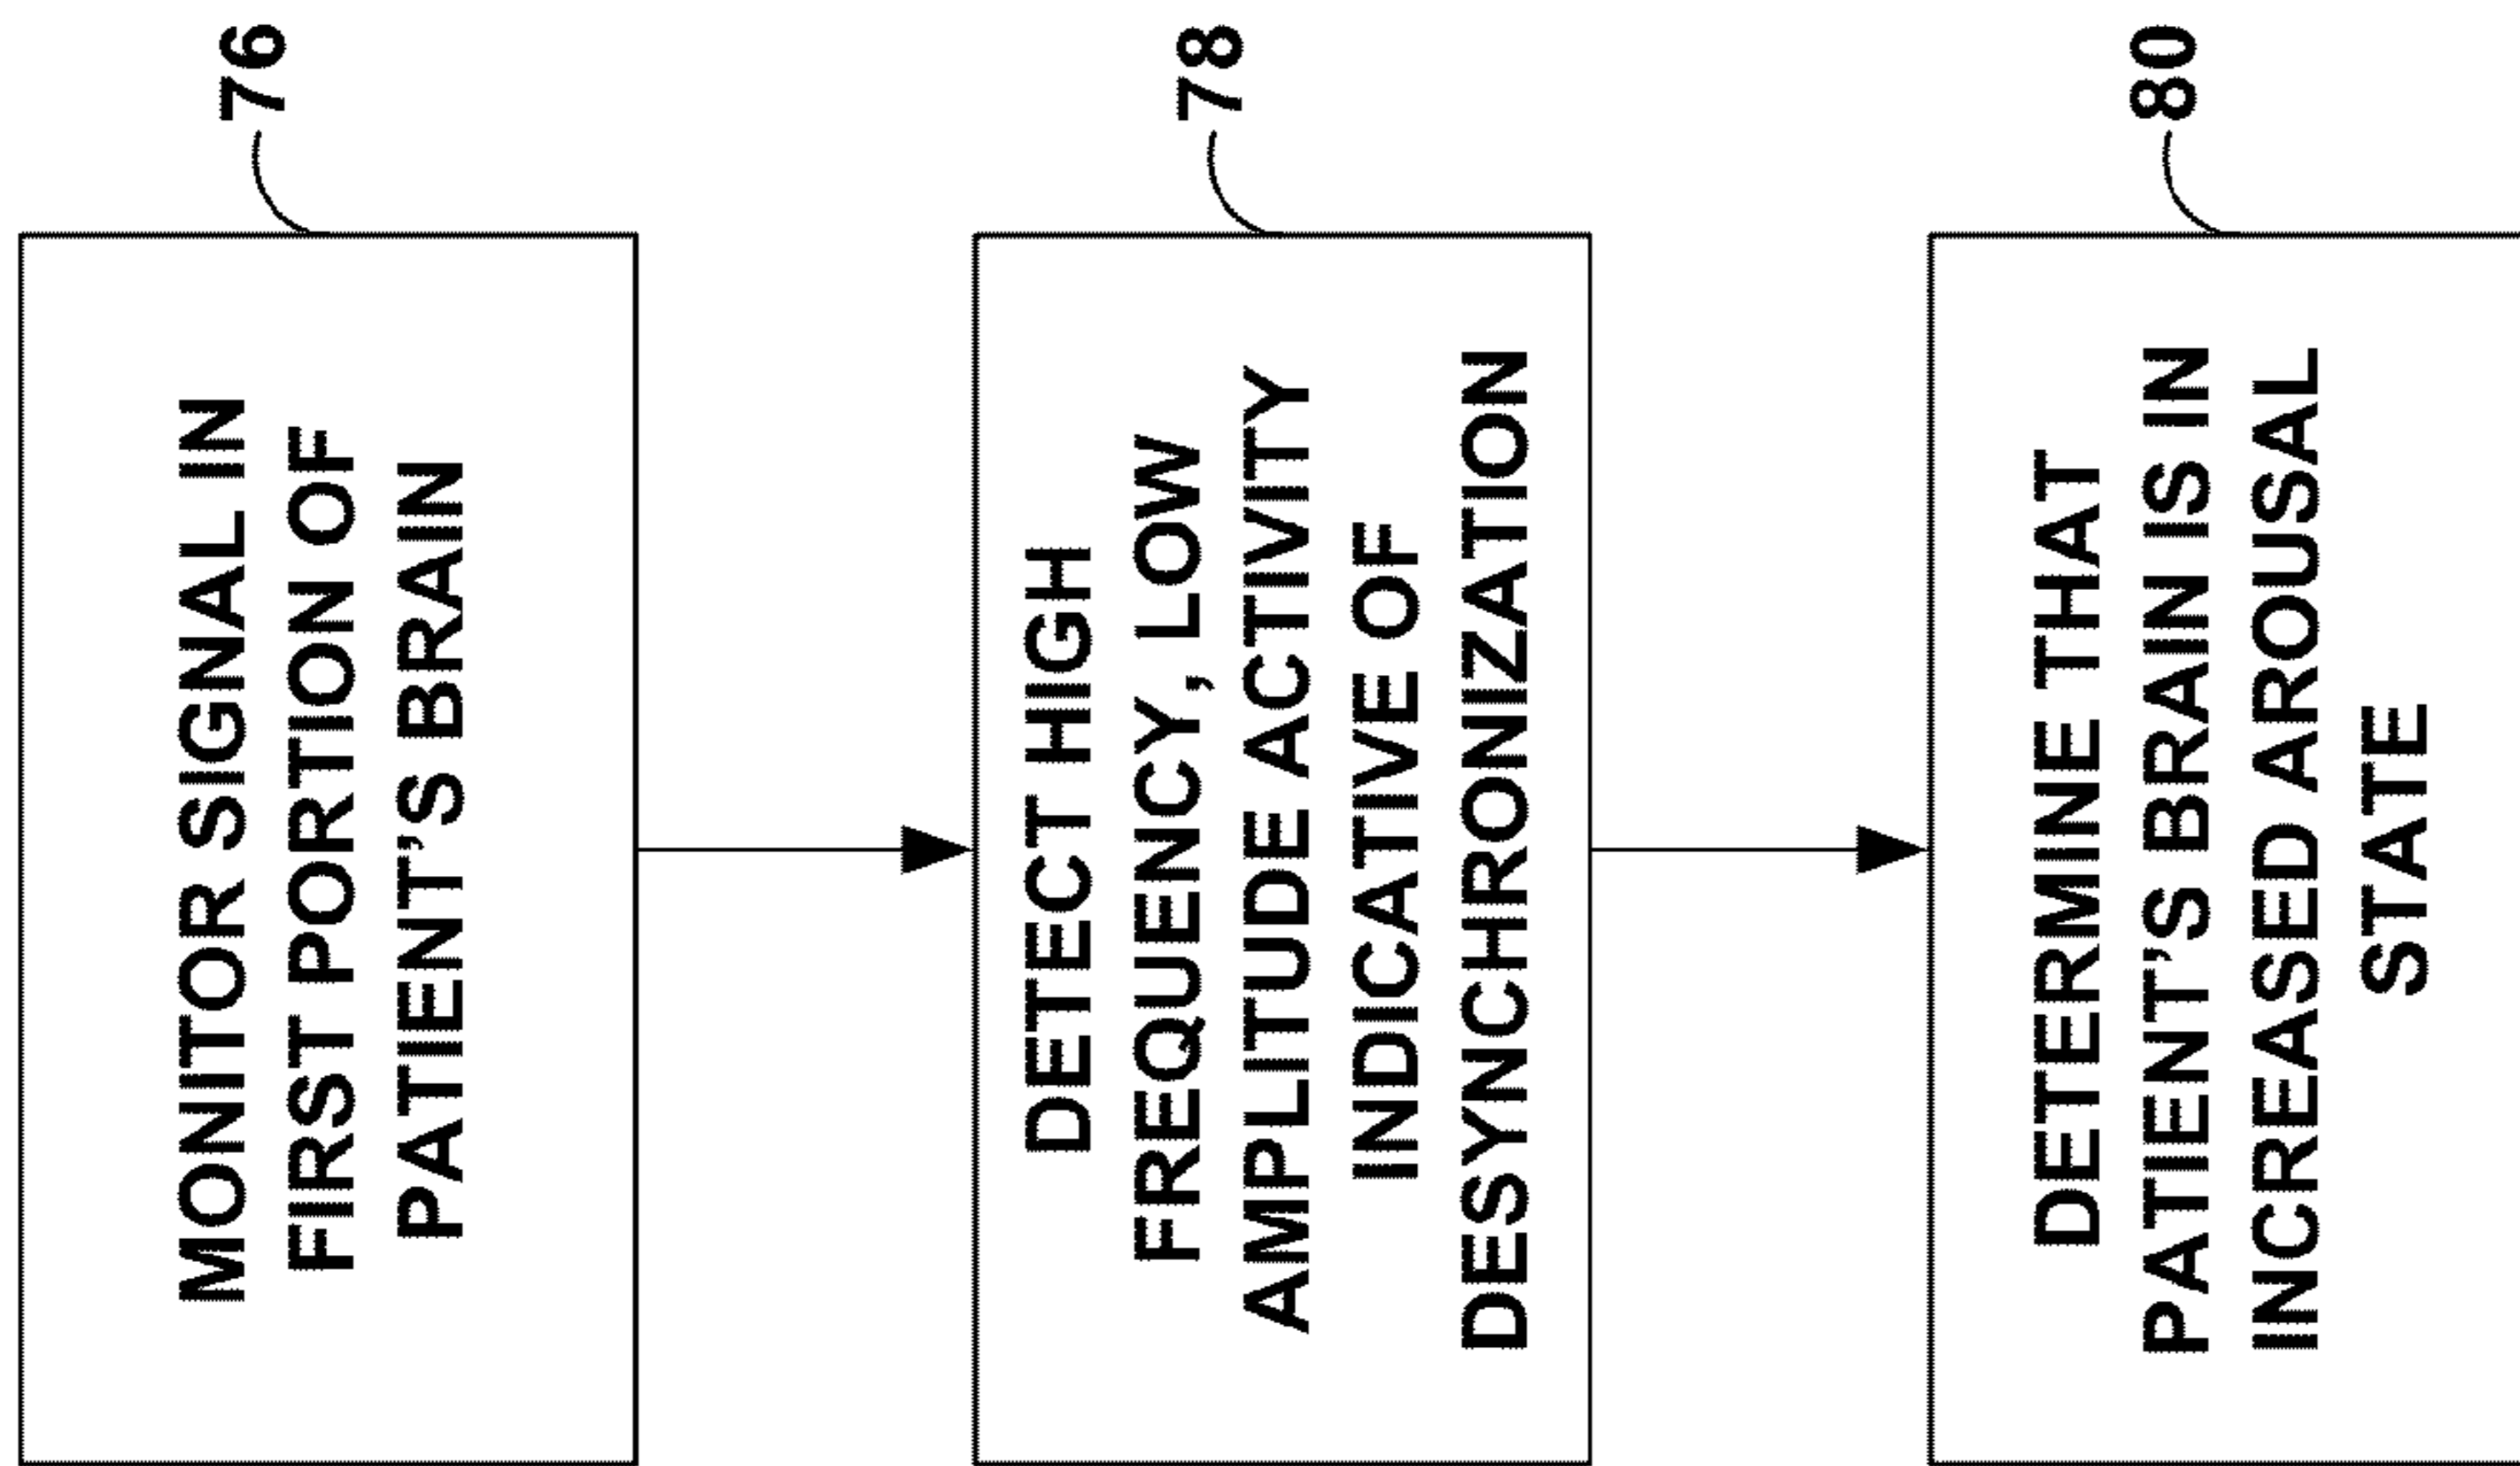 MONITOR SIGNAL IN
FIRST PORTION OF
PATIENT'S BRAIN
76
DETECT HIGH
FREQUENCY, LOW
AMPLITUDE ACTIVITY
INDICATIVE OF
DESYNCHRONIZATION
78
DETERMINE THAT
PATIENT'S BRAIN IS IN
INCREASED AROUSAL
STATE
80